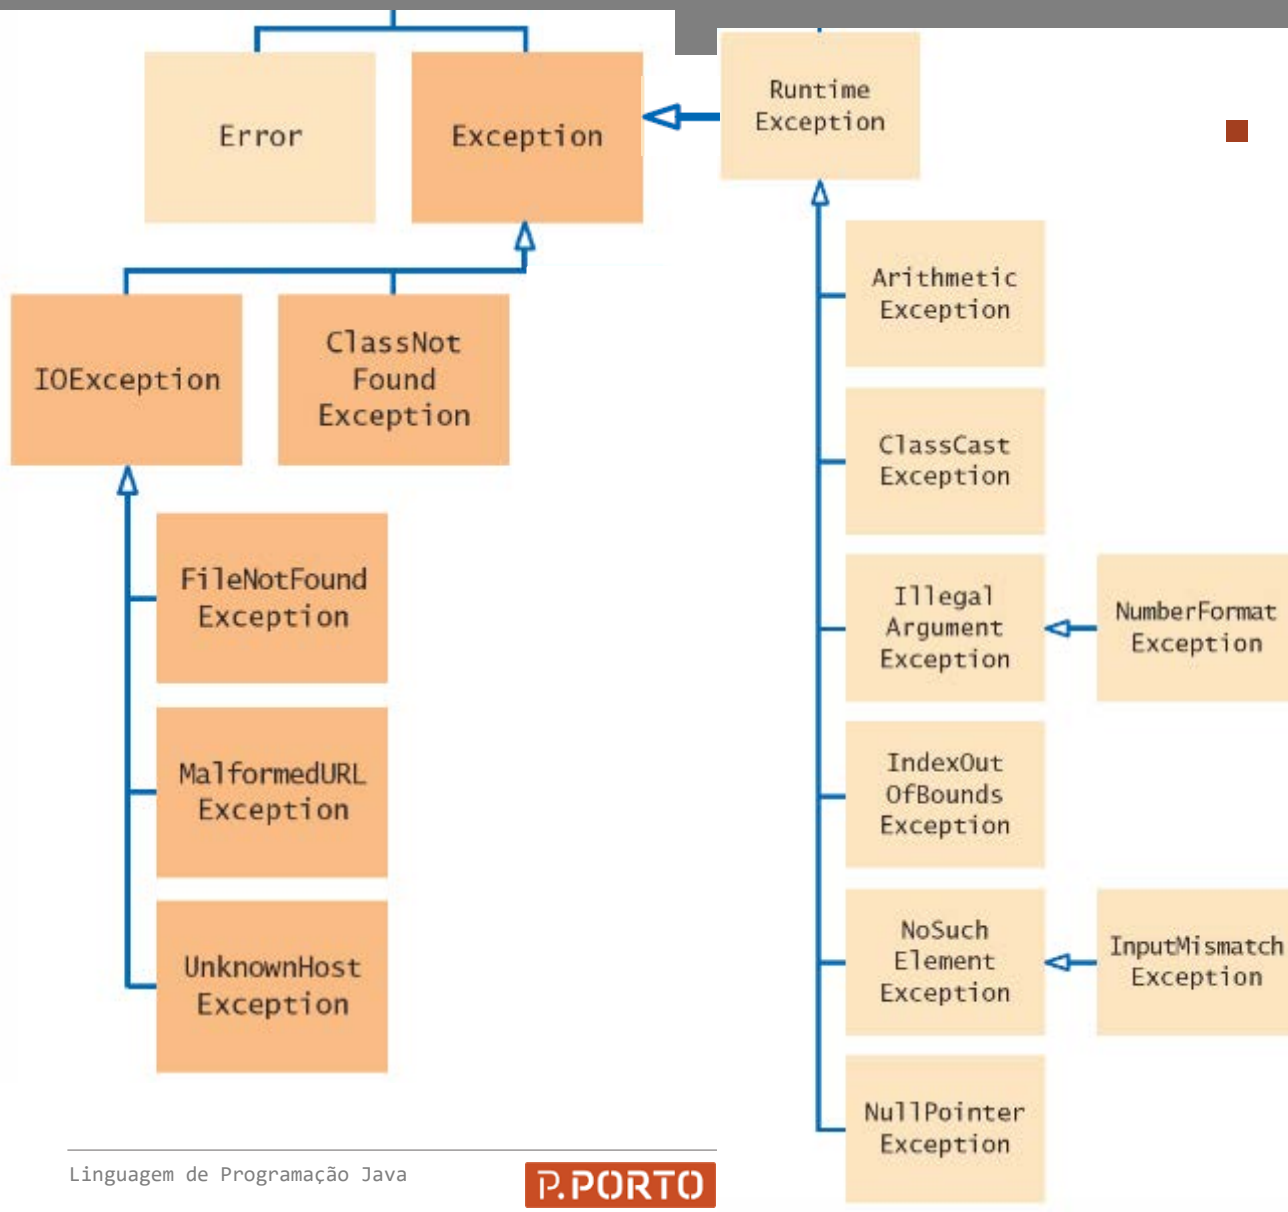 Error
Exception
Runtime
Exception
IOException
ClassNot
Found
Exception
FileNotFound
Exception
MalformedURL
Exception
UnknownHost
Exception
Arithmetic
Exception
ClassCast
Exception
Illegal
Argument
Exception
NumberFormat
Exception
IndexOut
OfBounds
Exception
NoSuch
Element
Exception
InputMismatch
Exception
NullPointer
Exception
Linguagem de Programação Java
P.PORTO